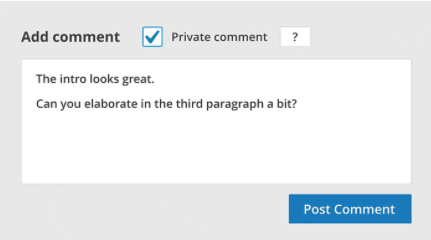 Add comment Private comment ?
The intro looks great.
Can you elaborate in the third paragraph a bit?
Post Comment